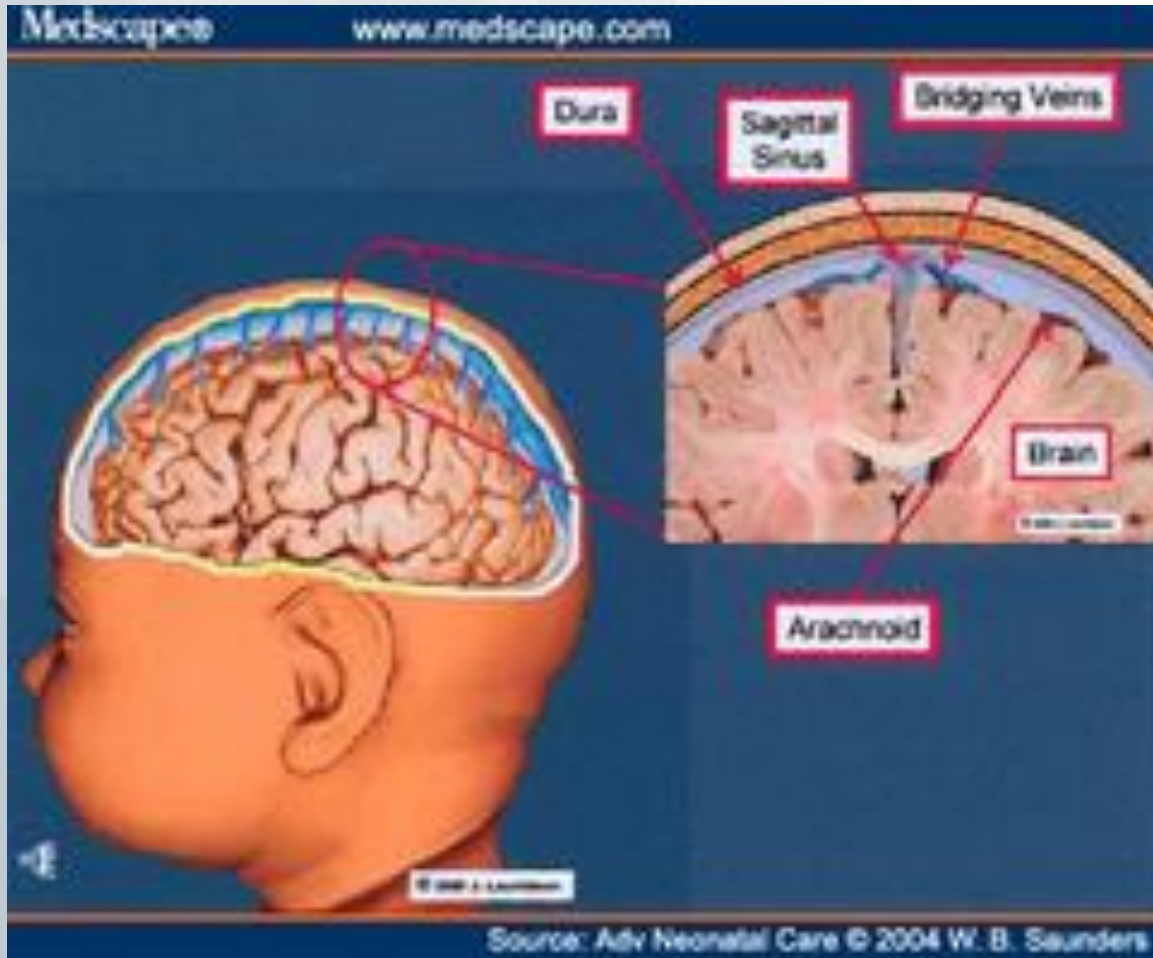 Medscape® www.medscape.com
Dura
Sagittal
Sinus
Bridging Veins
Brain
Arachnoid
Source: Adv Neonatal Care © 2004 W. B. Saunders